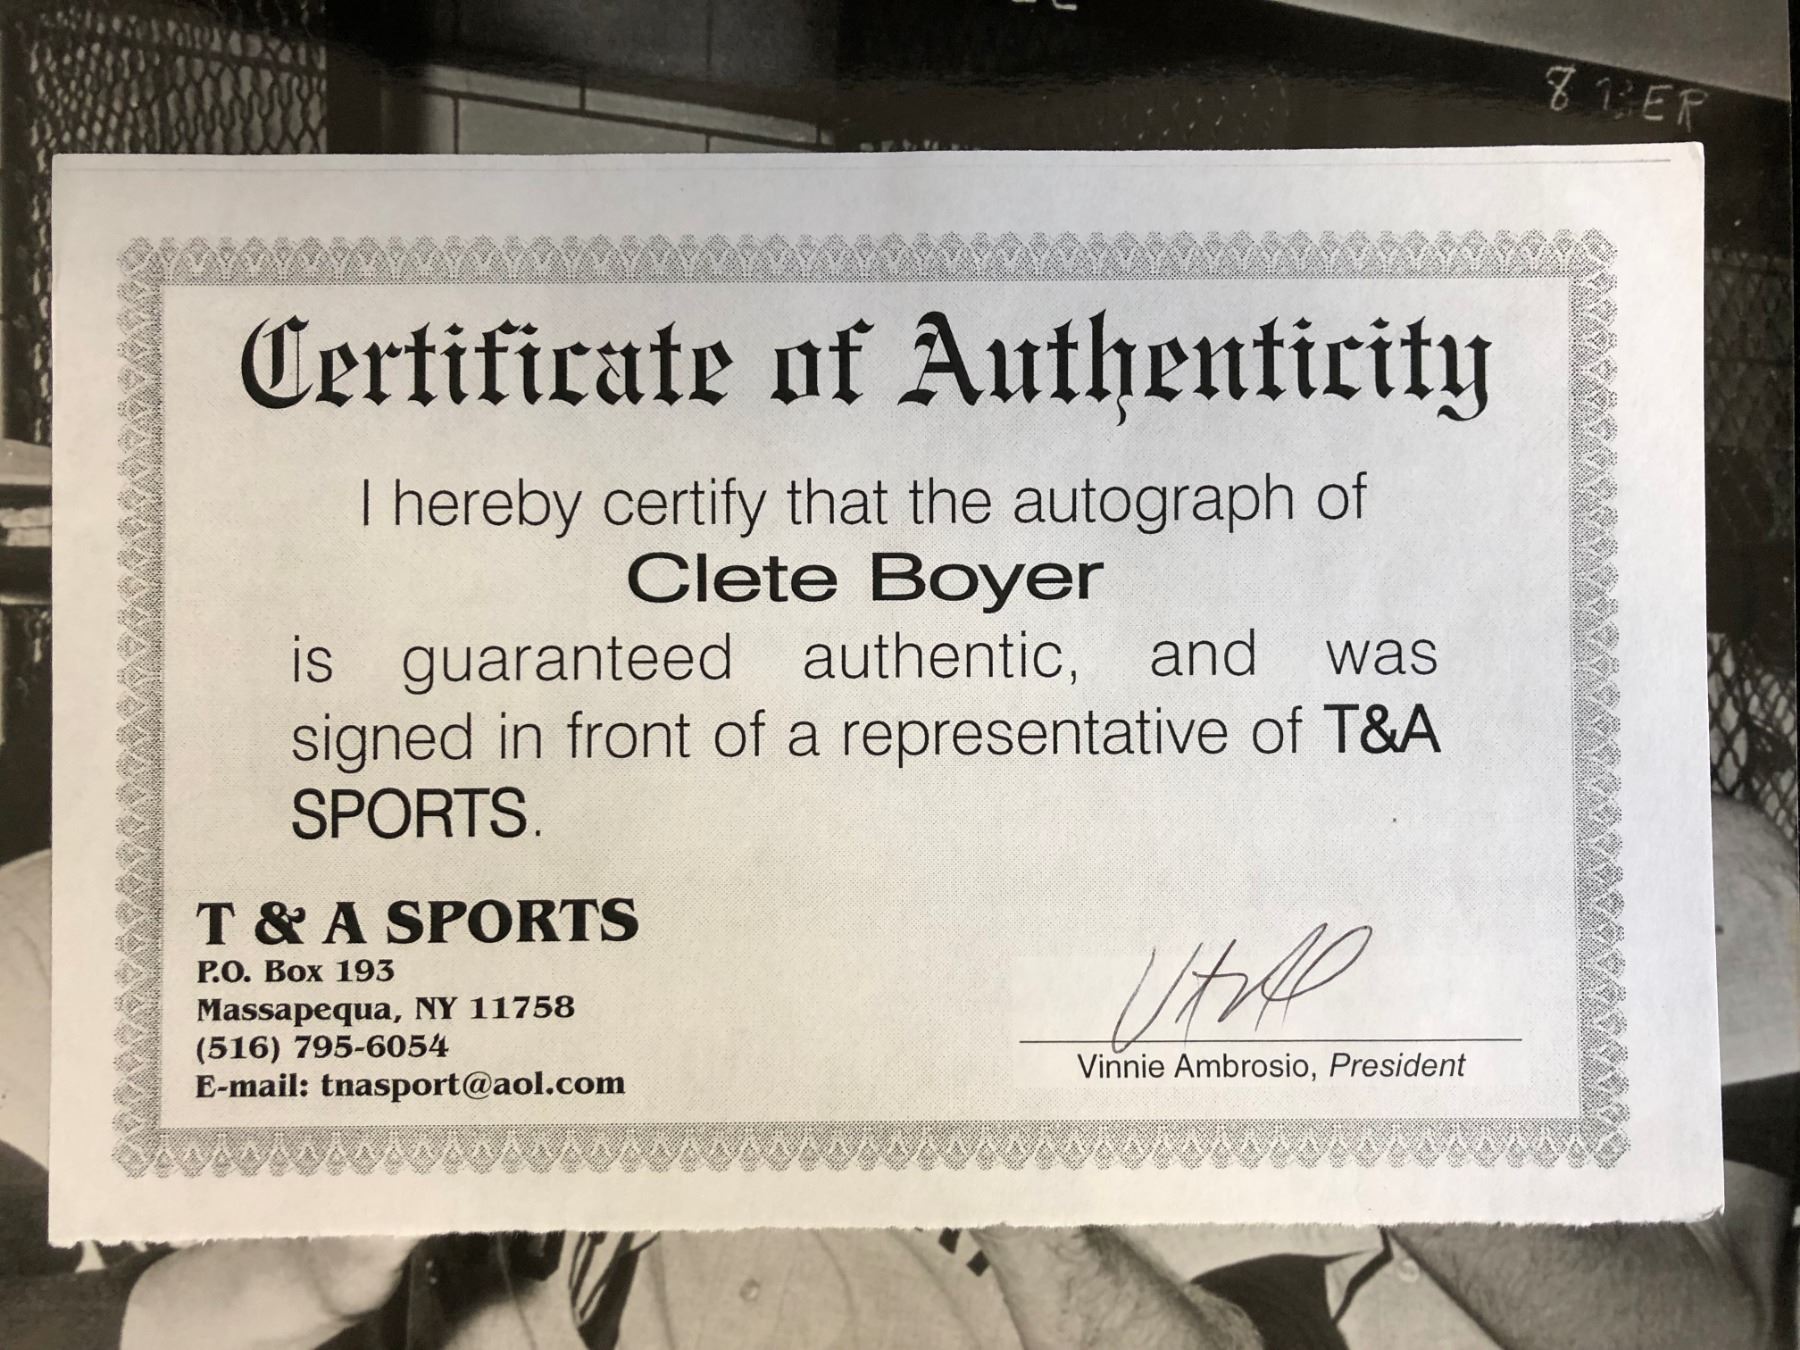 Certificate of Authenticity
I hereby certify that the autograph of
Clete Boyer
is guaranteed authentic, and was
signed in front of a representative of T&A
SPORTS.
T & A SPORTS
P.O. Box 193
Massapequa, NY 11758
(516) 795-6054
E-mail: tnasport@aol.com
Vinnie Ambrosio, President